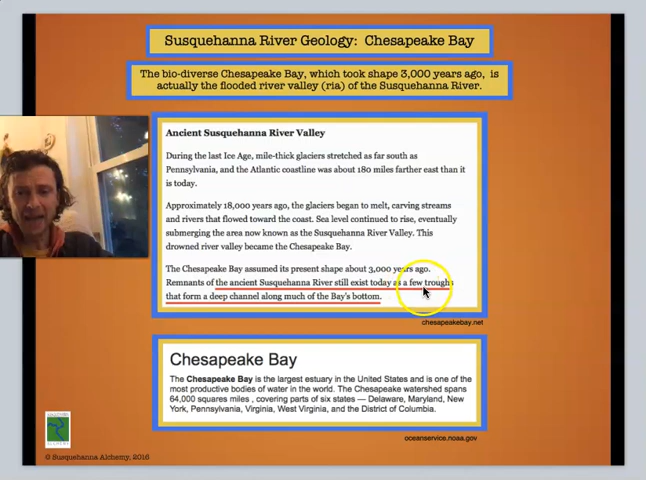 Susquehanna River Geology: Chesapeake Bay
The bio-diverse Chesapeake Bay, which took shape 3,000 years ago, is
actually the flooded river valley (ria) of the Susquehanna River.
Ancient Susquehanna River Valley
During the last Ice Age, mile-thick glaciers stretched as far south as
Pennsylvania, and the Atlantic coastline was about 180 miles farther east than it
is today.
Approximately 18,000 years ago, the glaciers began to melt, carving streams
and rivers that flowed toward the coast. Sea level continued to rise, eventually
submerging the area now known as the Susquehanna River Valley. This
drowned river valley became the Chesapeake Bay.
The Chesapeake Bay assumed its present shape about 3,000 years ago.
Remnants of the ancient Susquehanna River still exist today as a few troughs
that form a deep channel along much of the Bay's bottom.
chesapeakebay.net
Chesapeake Bay
The Chesapeake Bay is the largest estuary in the United States and is one of the
most productive bodies of water in the world. The Chesapeake watershed spans
64,000 squares miles , covering parts of six states — Delaware, Maryland, New
York, Pennsylvania, Virginia, West Virginia, and the District of Columbia.
oceanservice.noaa.gov
© Susquehanna Alchemy, 2016